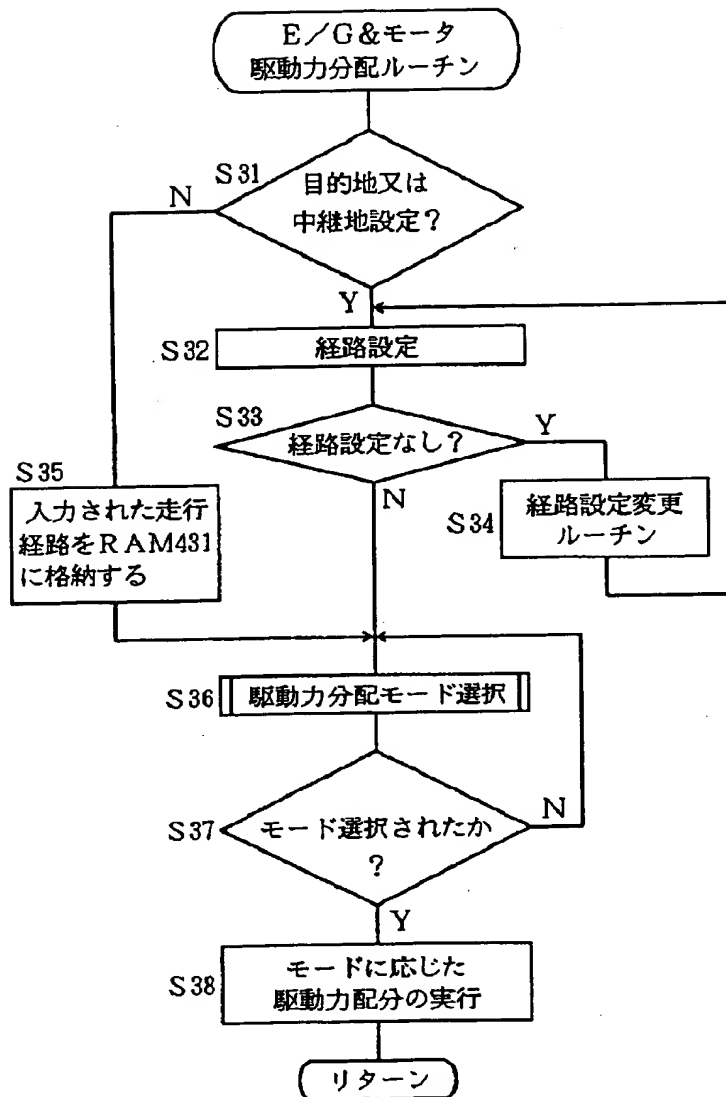 E/G&モータ
駆動力分配ルーチン
S31
目的地又は
中継地設定?
N
Y
S32
経路設定
S33
経路設定なし?
Y
N
S34
経路設定変更
ルーチン
S35
入力された走行
経路をRAM431
に格納する
S36
駆動力分配モード選択
S37
モード選択されたか
?
N
Y
S38
モードに応じた
駆動力配分の実行
リターン